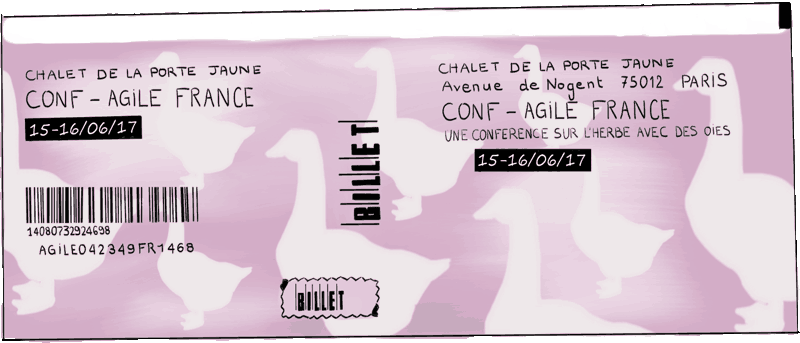 CHALET DE LA PORTE JAUNE
CONF - AGiLE FRANCE
15-16/06/17
14080732924698
AGiLE042349FR1468
BILLET
BILLET
CHALET DE LA PORTE JAUNE
Avenue de Nogent 75012 PARIS
CONF - AGiLE FRANCE
UNE CONFERENCE SUR L'HERBE AVEC DES OIES
15-16/06/17